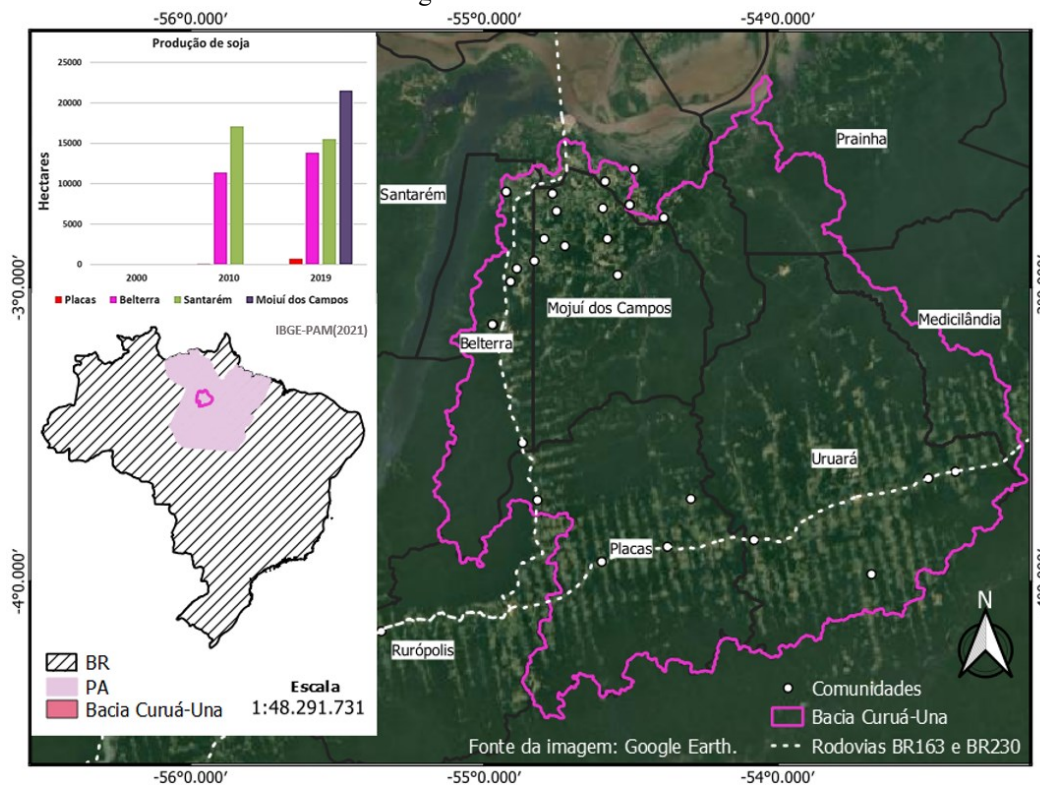 -56°0.000′ -55°0.000′ -54°0.000′
Produção de soja
25000
20000
15000
10000
5000
0
Hectares
2000 2010 2019
Placas Belterra Santarém Mojuí dos Campos
IBGE-PAM(2021)
BR
PA
Bacia Curuá-Una
Escala
1:48.291.731
-3°0.000′
-4°0.000′
Prainha
Santarém
Mojuí dos Campos
Medicilândia
Belterra
Uruará
Placas
Rurópolis
N
Comunidades
Bacia Curuá-Una
Rodovias BR163 e BR230
Fonte da imagem: Google Earth.
-56°0.000′ -55°0.000′ -54°0.000′